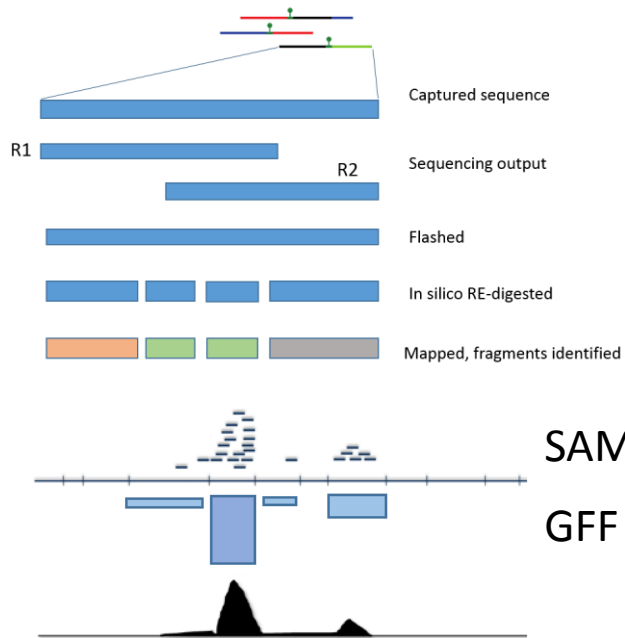 Captured sequence
R1
Sequencing output
R2
Flashed
In silico RE-digested
Mapped, fragments identified
SAM
GFF